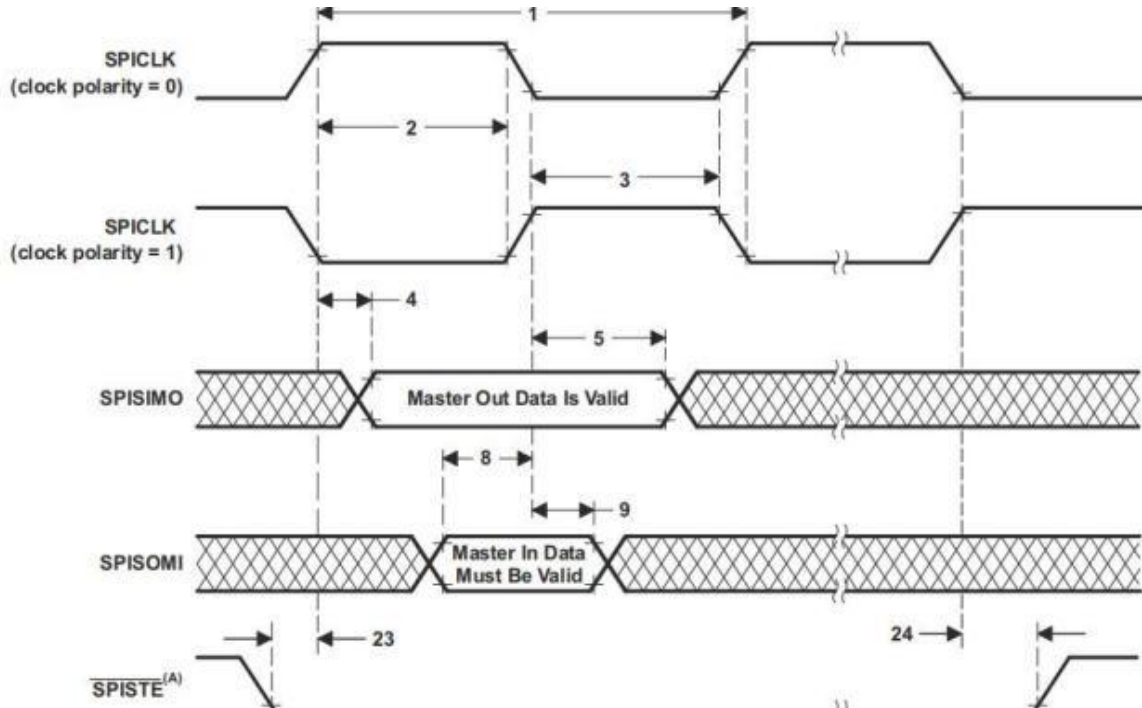 1
SPICLK
(clock polarity = 0)
2
3
SPICLK
(clock polarity = 1)
4
5
SPISIMO
Master Out Data Is Valid
8
9
SPISOMI
Master In Data
Must Be Valid
23
24
SPISTE(A)